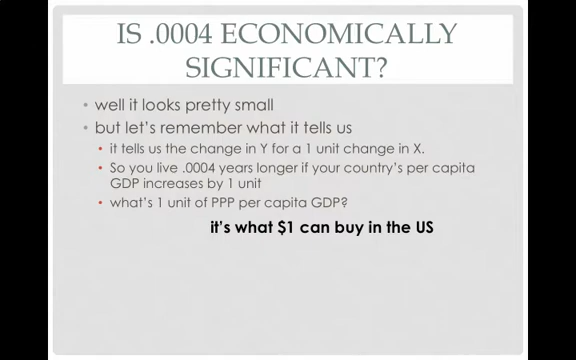 IS .0004 ECONOMICALLY
SIGNIFICANT?
• well it looks pretty small
• but let's remember what it tells us
• it tells us the change in Y for a 1 unit change in X.
• So you live .0004 years longer if your country's per capita
GDP increases by 1 unit
• what's 1 unit of PPP per capita GDP?
it's what $1 can buy in the US